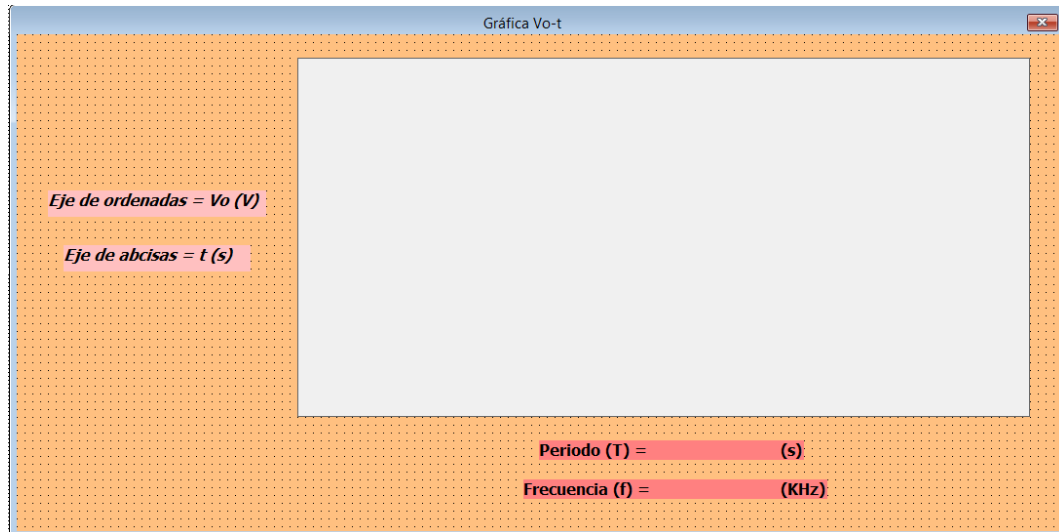 Gráfica Vo-t
Eje de ordenadas = Vo (V)
Eje de abcisas = t (s)
Periodo (T) = (s)
Frecuencia (f) = (KHz)